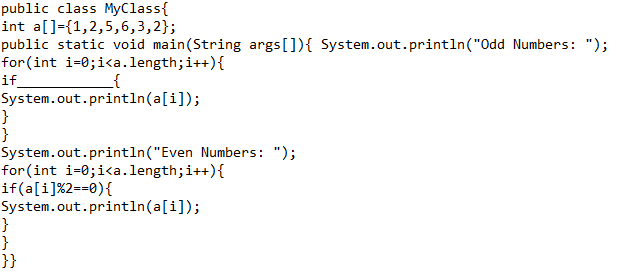 public class MyClass{
int a[]={1,2,5,6,3,2};
public static void main(String args[]){ System.out.println("Odd Numbers: ");
for(int i=0;i<a.length;i++){
if____________{
System.out.println(a[i]);
}
}
System.out.println("Even Numbers: ");
for(int i=0;i<a.length;i++){
if(a[i]%2==0){
System.out.println(a[i]);
}
}
}}